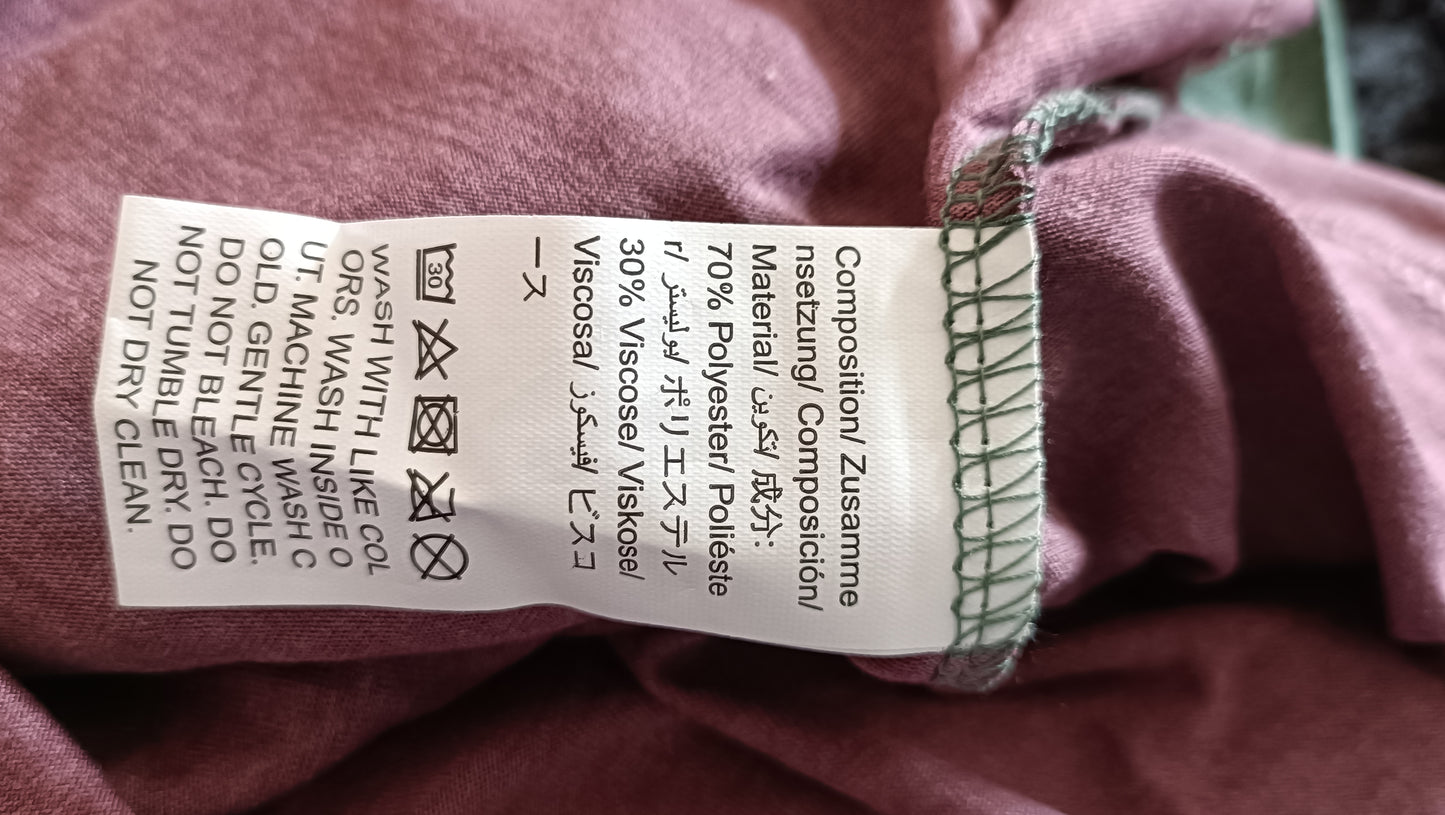 Composition/ Zusamme
nsetzung/ Composición/
Material/ تكوين/ 成分:
70% Polyester/ Poliéste
r/ بوليستر/ ポリエステル
30% Viscose/ Viskose/
Viscosa/ فيسكوز/ ビスコ
ース
30
WASH WITH LIKE COL
ORS. WASH INSIDE O
UT. MACHINE WASH C
OLD. GENTLE CYCLE.
DO NOT BLEACH. DO
NOT TUMBLE DRY. DO
NOT DRY CLEAN.